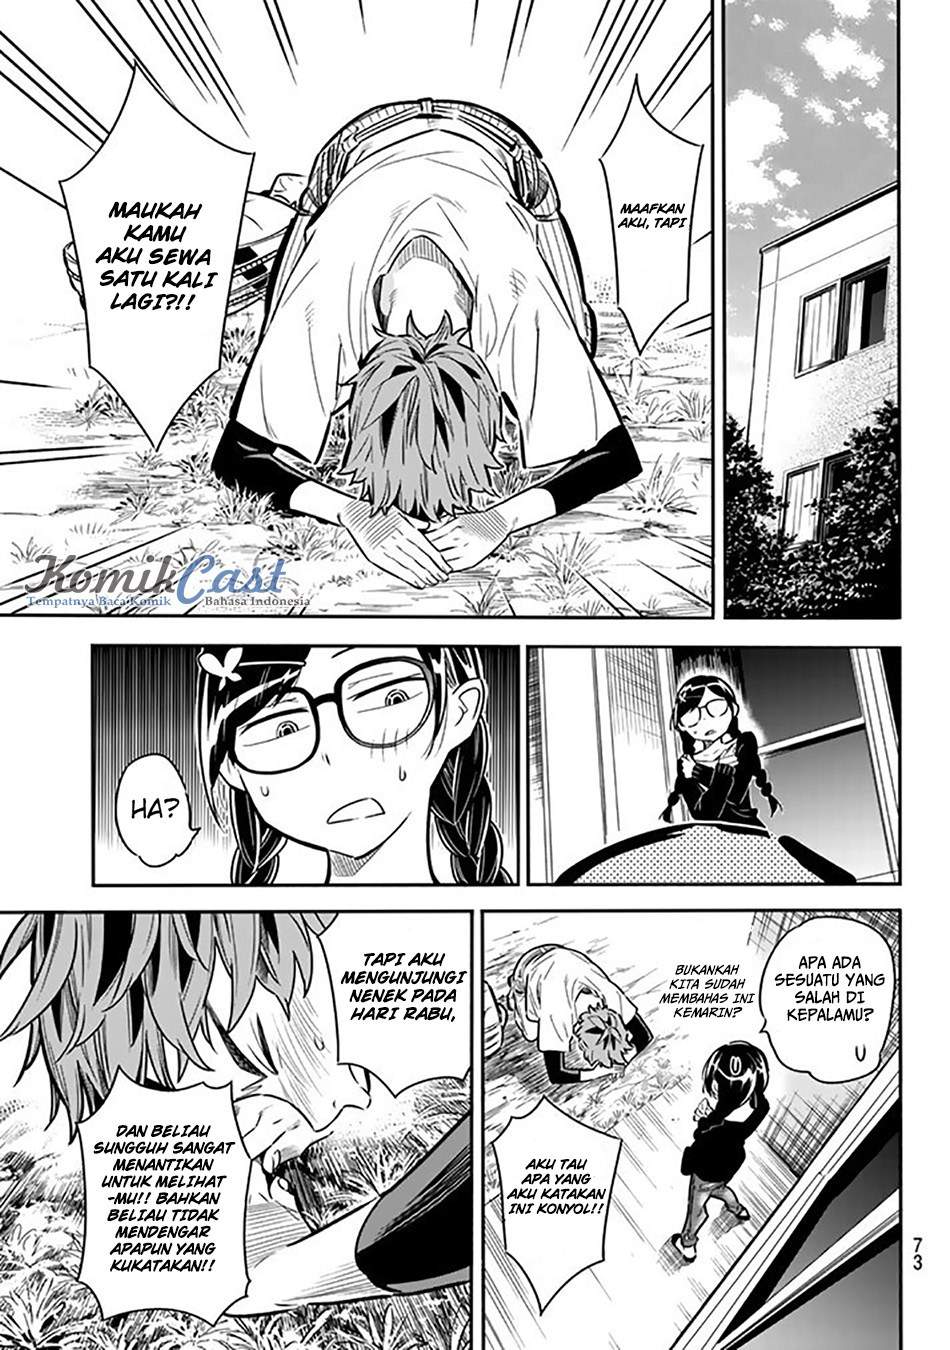 MAAFKAN
AKU, TAPI
MAUKAH
KAMU
AKU SEWA
SATU KALI
LAGI?!!
KomikCast
Tempatnya Baca Komik Bahasa Indonesia
HA?
APA ADA
SESUATU YANG
SALAH DI
KEPALAMU?
BUKANKAH
KITA SUDAH
MEMBAHAS INI
KEMARIN?
AKU TAU
APA YANG
AKU KATAKAN
INI KONYOL!!
TAPI AKU
MENGUNJUNGI
NENEK PADA
HARI RABU,
DAN BELIAU
SUNGGUH SANGAT
MENANTIKAN
UNTUK MELIHAT
-MU!! BAHKAN
BELIAU TIDAK
MENDENGAR
APAPUN YANG
KUKATAKAN!!
73